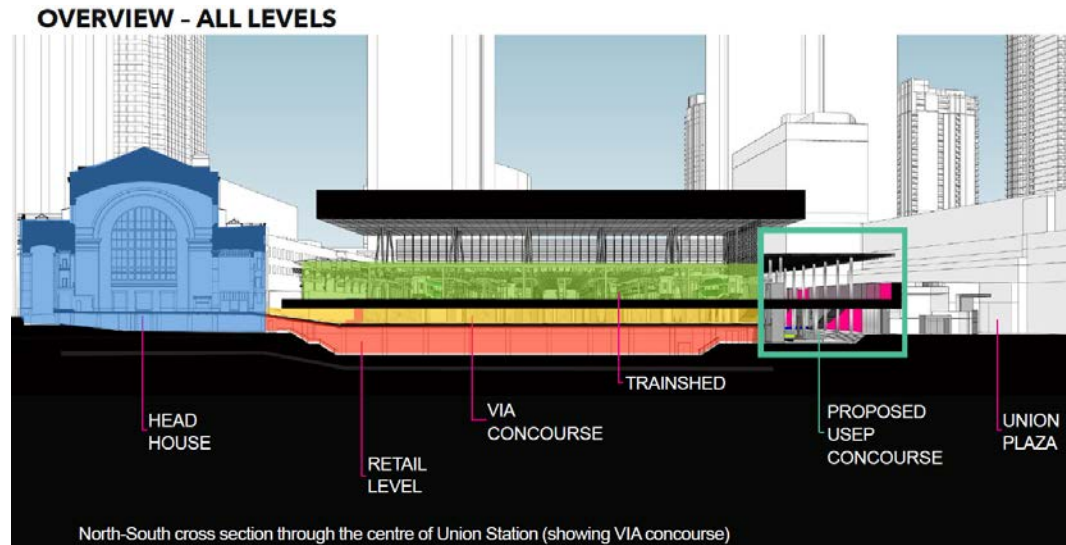 OVERVIEW – ALL LEVELS
HEAD
HOUSE
RETAIL
LEVEL
VIA
CONCOURSE
TRAINSHED
PROPOSED
USEP
CONCOURSE
UNION
PLAZA
North-South cross section through the centre of Union Station (showing VIA concourse)